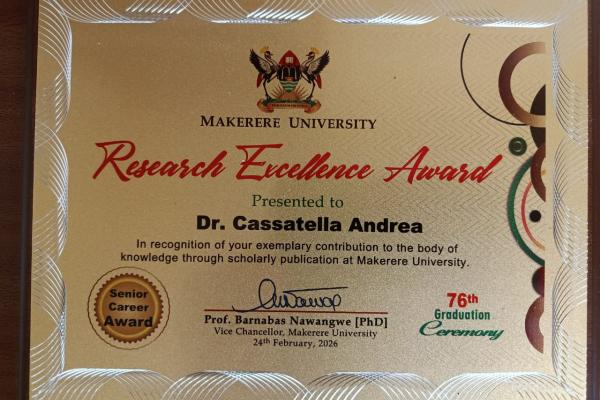 MAKERERE UNIVERSITY
Research Excellence Award
Presented to
Dr. Cassatella Andrea
In recognition of your exemplary contribution to the body of
knowledge through scholarly publication at Makerere University.
Senior
Career
Award
Prof. Barnabas Nawangwe [PhD]
Vice Chancellor, Makerere University
24th February, 2026
76th
Graduation
Ceremony